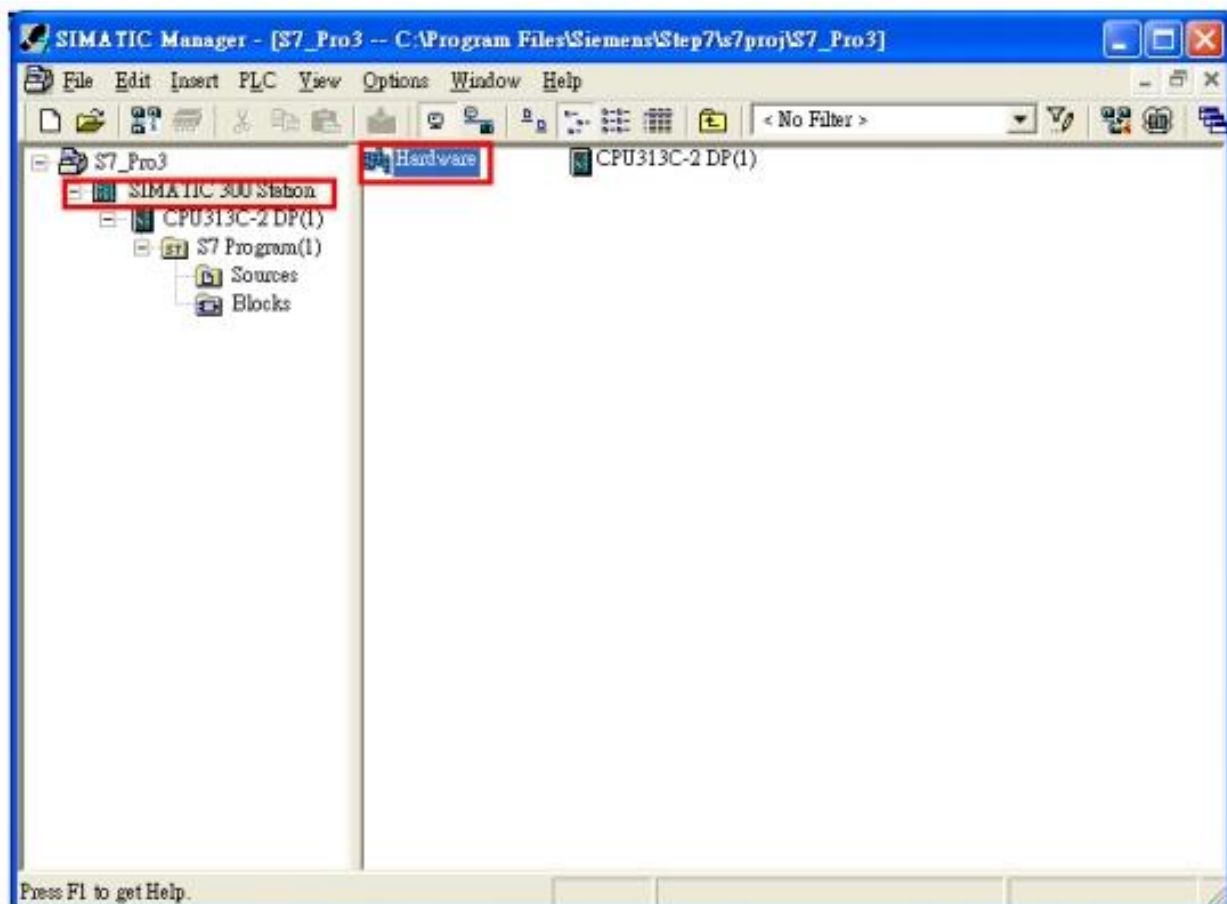 SIMATIC Manager - [S7_Pro3 -- C:\Program Files\Siemens\Step7\s7proj\S7_Pro3]
File Edit Insert PLC View Options Window Help
< No Filter >
S7_Pro3
SIMATIC 300 Station
CPU313C-2 DP(1)
S7 Program(1)
Sources
Blocks
Hardware
CPU313C-2 DP(1)
Press F1 to get Help.